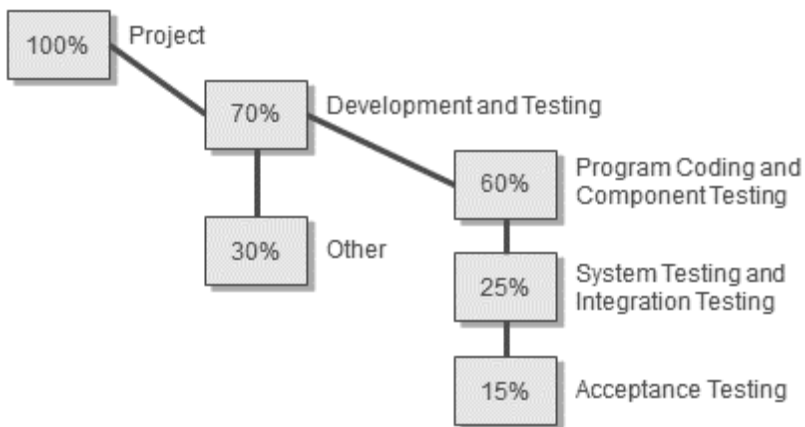 100%
Project
70%
Development and Testing
60%
Program Coding and
Component Testing
30%
Other
25%
System Testing and
Integration Testing
15%
Acceptance Testing